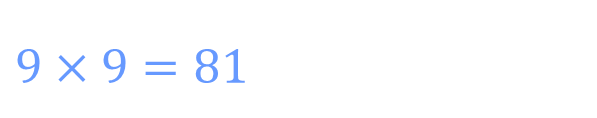 9 × 9 = 81